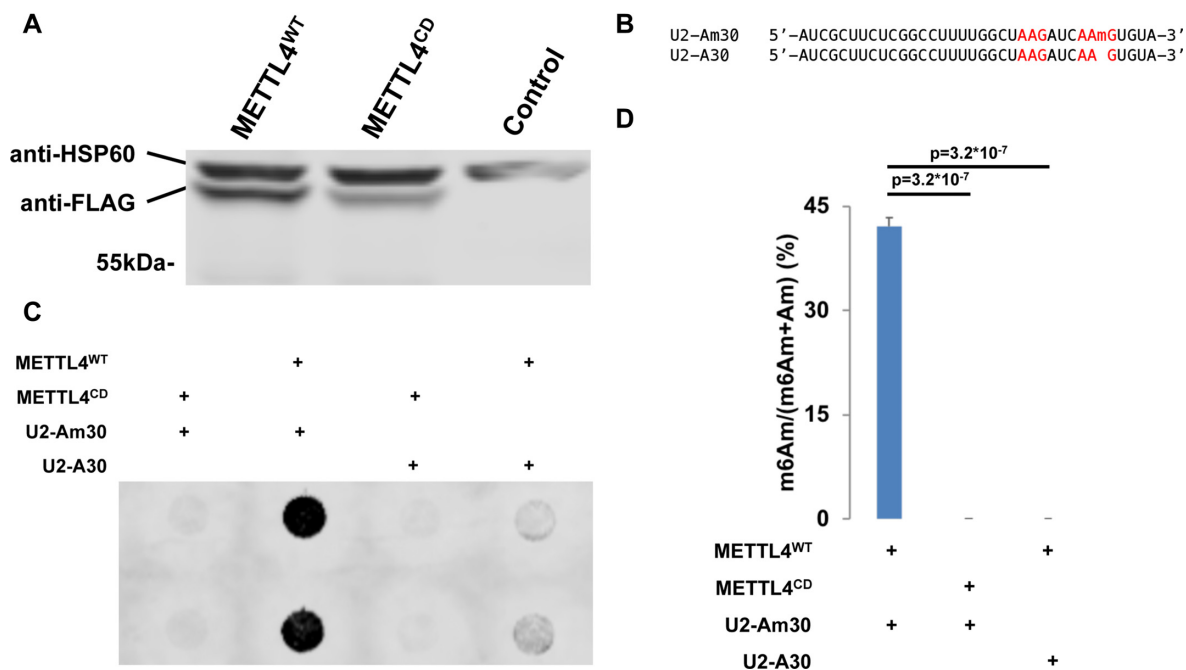 A
METTL4WT
METTL4CD
Control
anti-HSP60
anti-FLAG
55kDa-
B
U2-Am30 5’-AUCGCUUCUCGGCCUUUUGGCUAAGAUCAAmGUGUA-3’
U2-A30 5’-AUCGCUUCUCGGCCUUUUGGCUAAGAUCAA GUGUA-3’
C
METTL4WT + +
METTL4CD + +
U2-Am30 + +
U2-A30 + +
D
p=3.2*10-7
p=3.2*10-7
m6Am/(m6Am+Am) (%)
45
30
15
0
METTL4WT + +
METTL4CD +
U2-Am30 + +
U2-A30 +